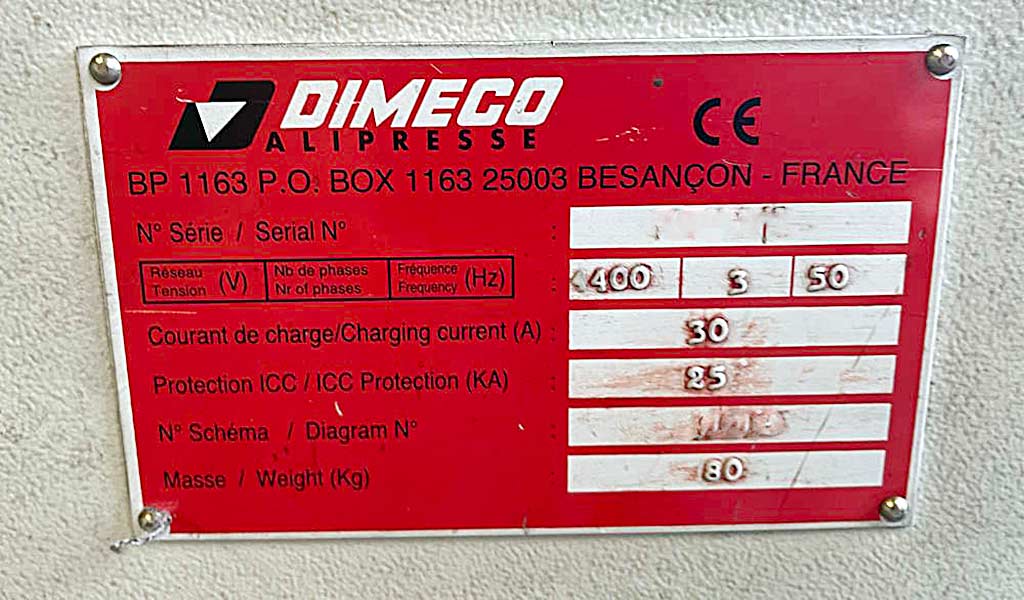 DIMECO
ALIPRESSE
CE
BP 1163 P.O. BOX 1163 25003 BESANÇON - FRANCE
N° Série / Serial N° :
Réseau Tension (V) Nb de phases Nr of phases Fréquence Frequency (Hz) : 400 3 50
Courant de charge/Charging current (A) : 30
Protection ICC / ICC Protection (KA) : 25
N° Schéma / Diagram N° :
Masse / Weight (Kg) : 80